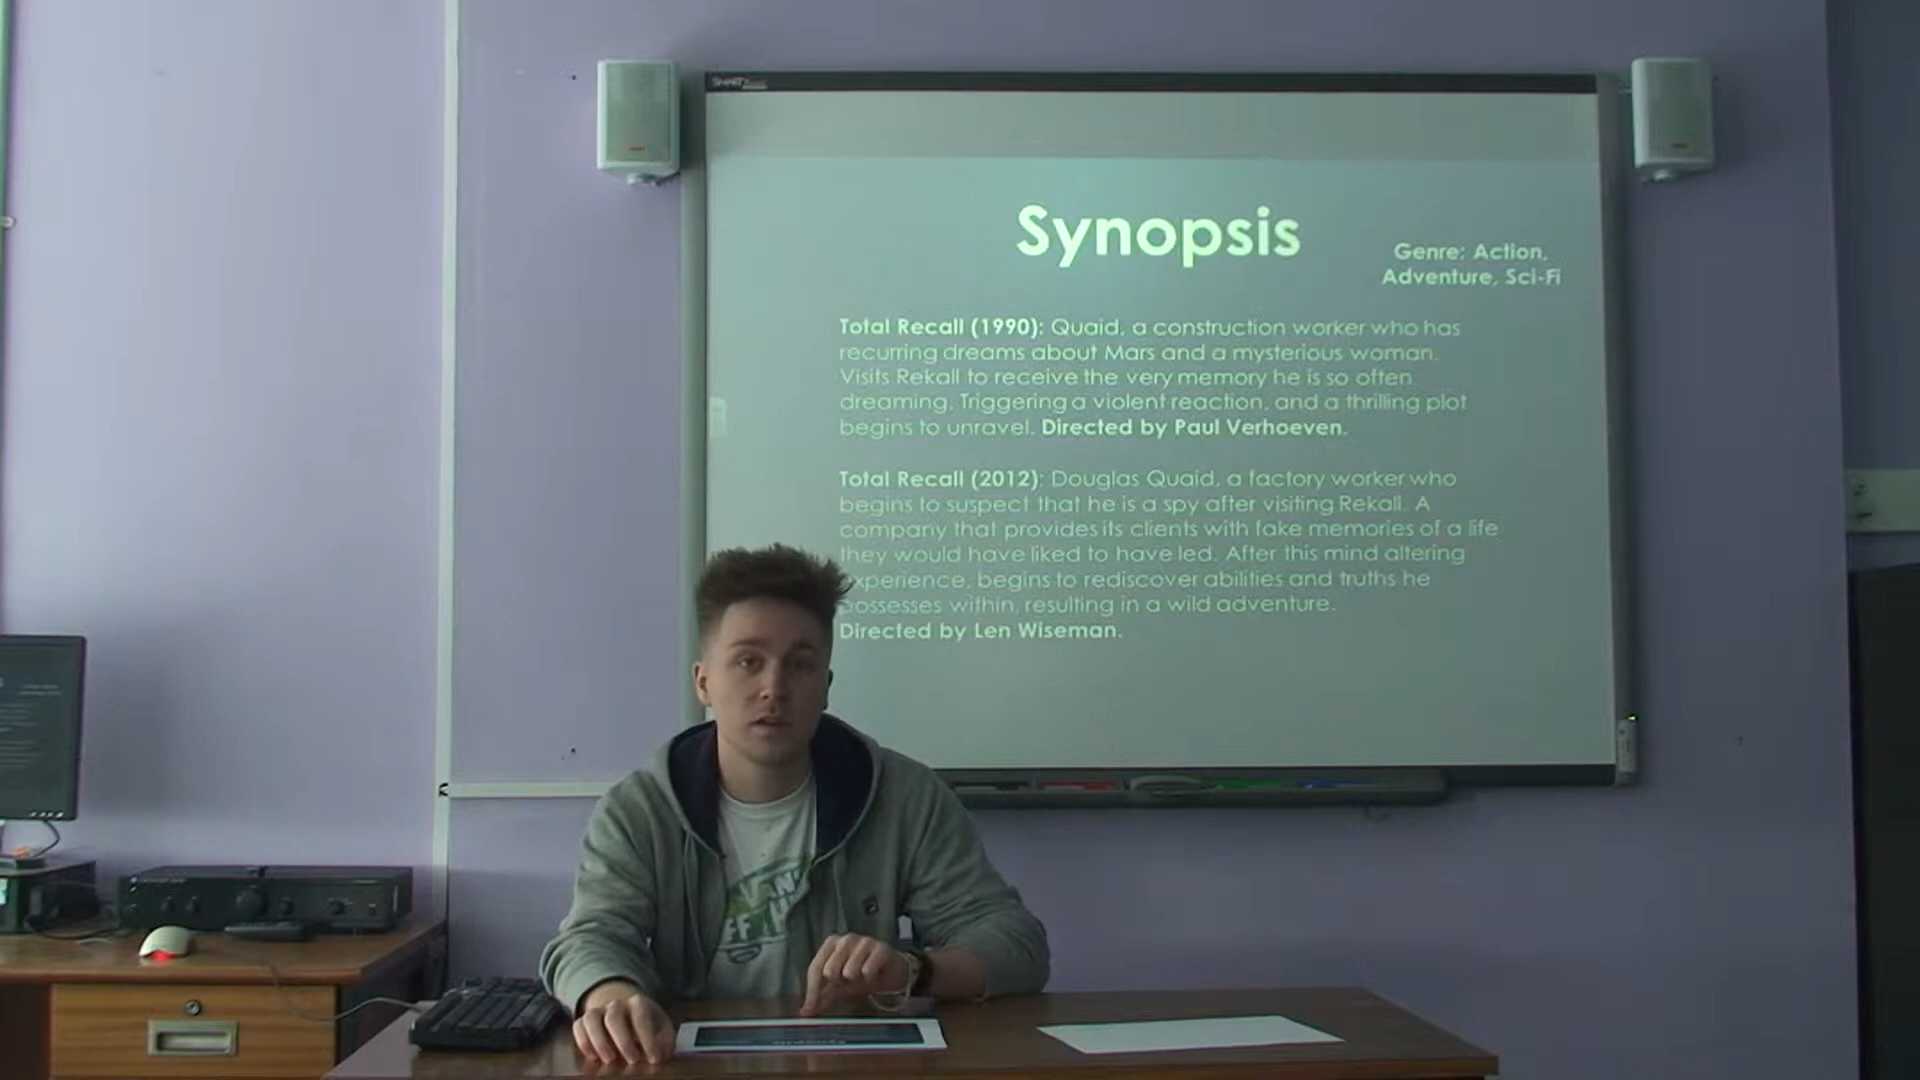 SMART
Synopsis
Genre: Action,
Adventure, Sci-Fi
Total Recall (1990): Quaid, a construction worker who has
recurring dreams about Mars and a mysterious woman.
Visits Rekall to receive the very memory he is so often
dreaming. Triggering a violent reaction, and a thrilling plot
begins to unravel. Directed by Paul Verhoeven.
Total Recall (2012): Douglas Quaid, a factory worker who
begins to suspect that he is a spy after visiting Rekall. A
company that provides its clients with fake memories of a life
they would have liked to have led. After this mind altering
experience, begins to rediscover abilities and truths he
possesses within, resulting in a wild adventure.
Directed by Len Wiseman.
VANS
OFF